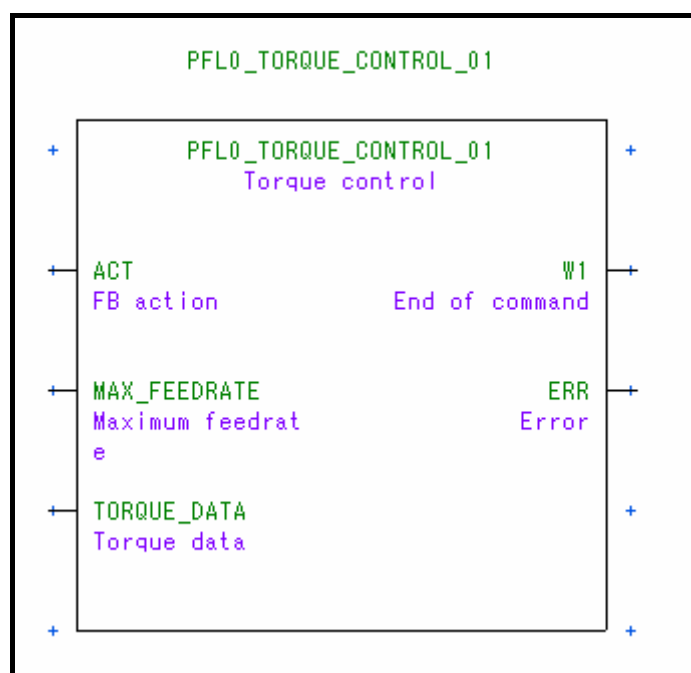 PFL0_TORQUE_CONTROL_01
PFL0_TORQUE_CONTROL_01
Torque control
ACT
W1
FB action
End of command
MAX_FEEDRATE
ERR
Maximum feedrat
Error
e
TORQUE_DATA
Torque data